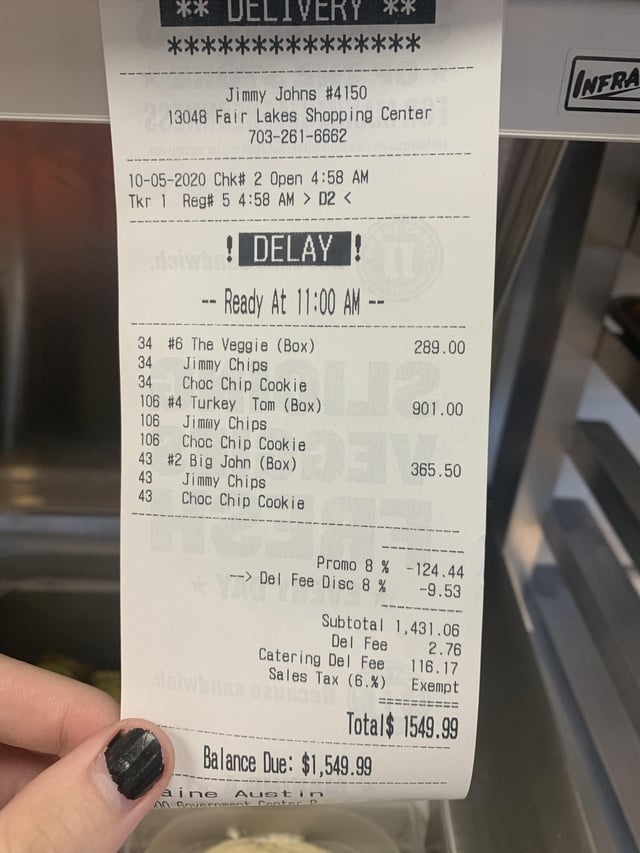 ** DELIVERY **
**************
Jimmy Johns #4150
13048 Fair Lakes Shopping Center
703-261-6662
10-05-2020 Chk# 2 Open 4:58 AM
Tkr 1 Reg# 5 4:58 AM > D2 <
! DELAY !
-- Ready At 11:00 AM --
34 #6 The Veggie (Box) 289.00
34 Jimmy Chips
34 Choc Chip Cookie
106 #4 Turkey Tom (Box) 901.00
106 Jimmy Chips
106 Choc Chip Cookie
43 #2 Big John (Box) 365.50
43 Jimmy Chips
43 Choc Chip Cookie
Promo 8 % -124.44
--> Del Fee Disc 8 % -9.53
Subtotal 1,431.06
Del Fee 2.76
Catering Del Fee 116.17
Sales Tax (6.%) Exempt
==========
Total$ 1549.99
Balance Due: $1,549.99
aine Austin
Government Center
INFRA